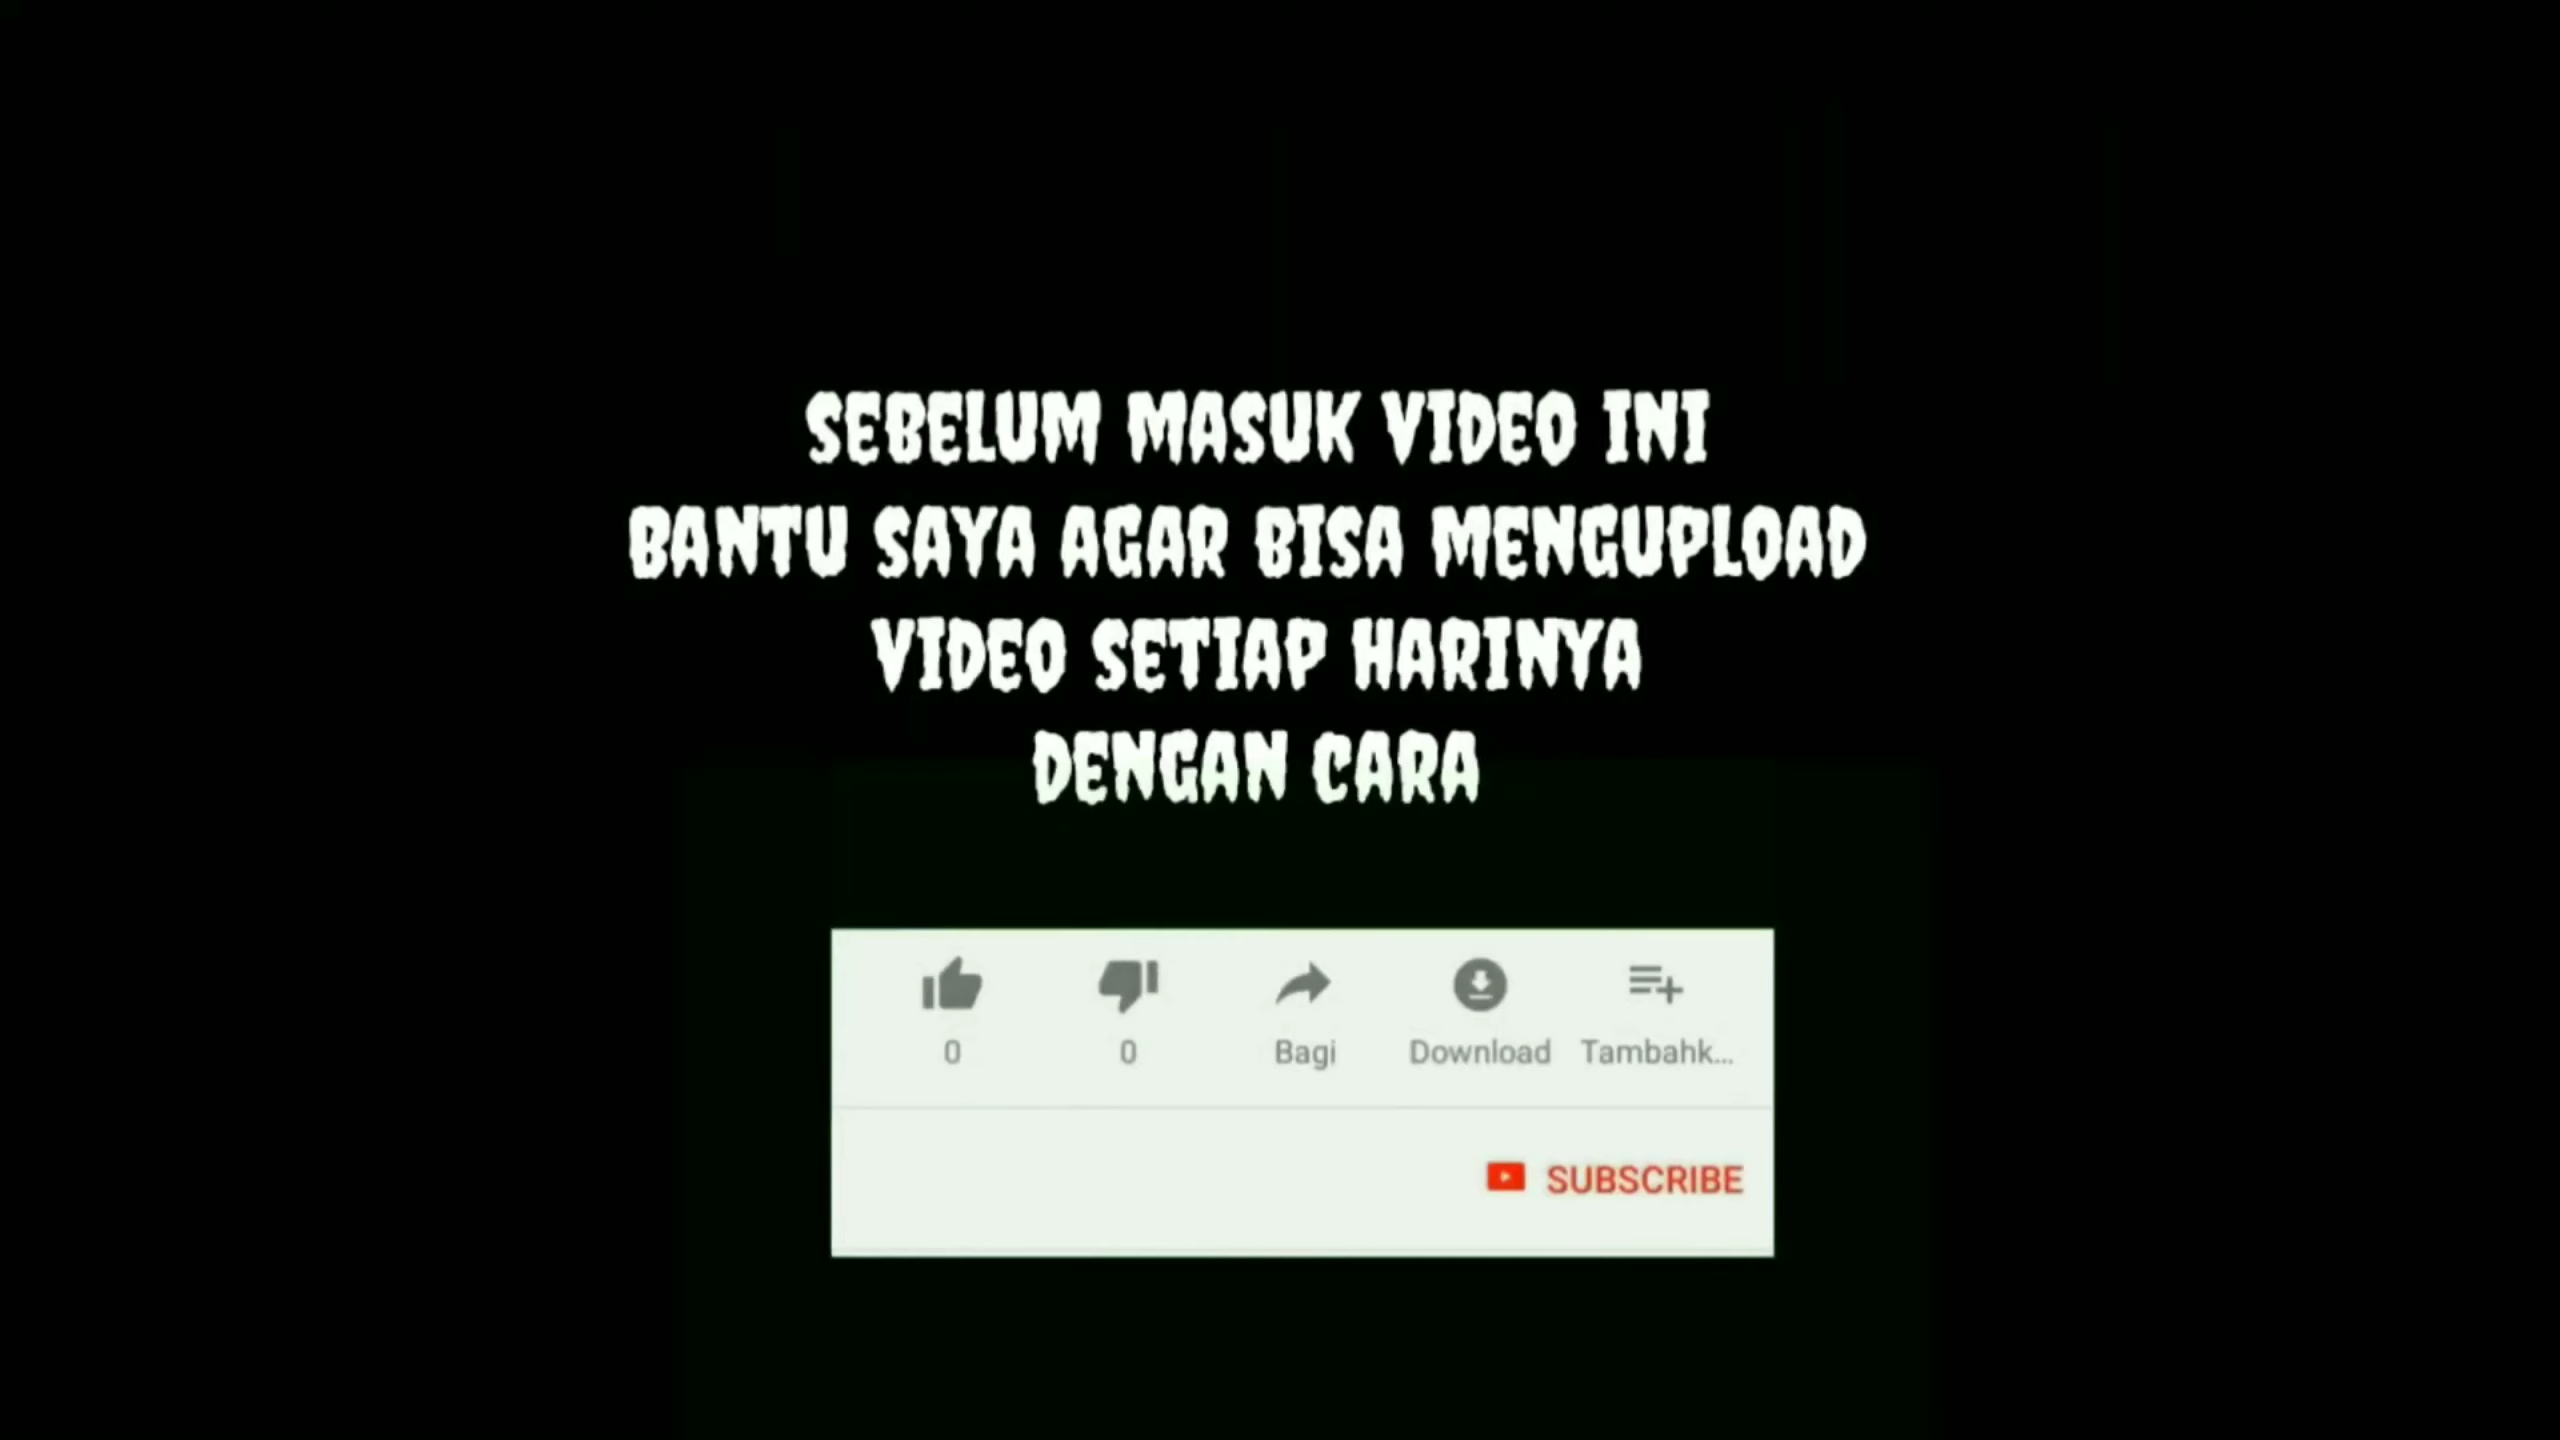 SEBELUM MASUK VIDEO INI
BANTU SAYA AGAR BISA MENGUPLOAD
VIDEO SETIAP HARINYA
DENGAN CARA
0 0 Bagi Download Tambahk...
SUBSCRIBE